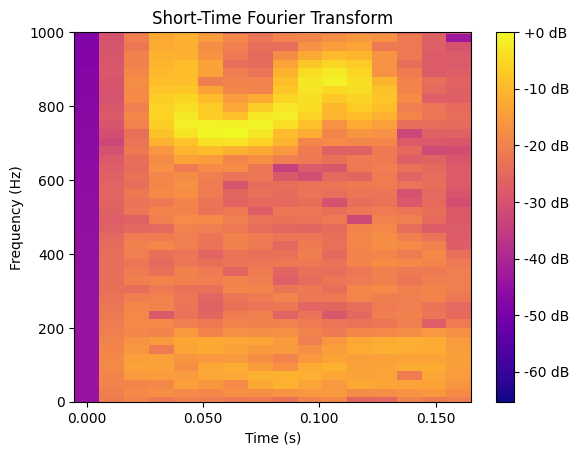 Short-Time Fourier Transform
1000
800
600
400
200
0
Frequency (Hz)
0.000
0.050
0.100
0.150
Time (s)
+0 dB
-10 dB
-20 dB
-30 dB
-40 dB
-50 dB
-60 dB